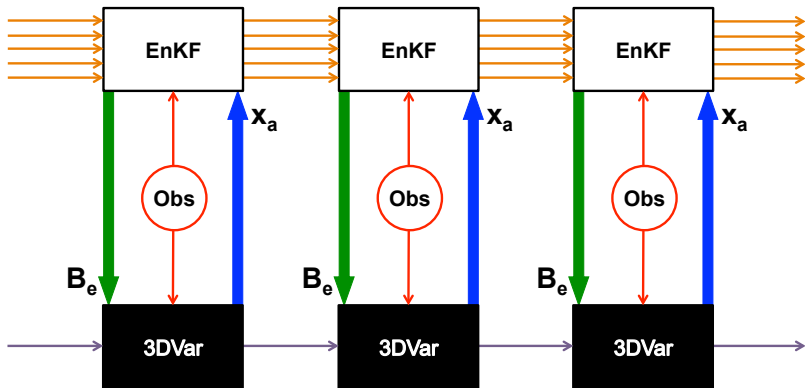 EnKF
EnKF
EnKF
xₐ
xₐ
xₐ
Obs
Obs
Obs
Bₑ
Bₑ
Bₑ
3DVar
3DVar
3DVar